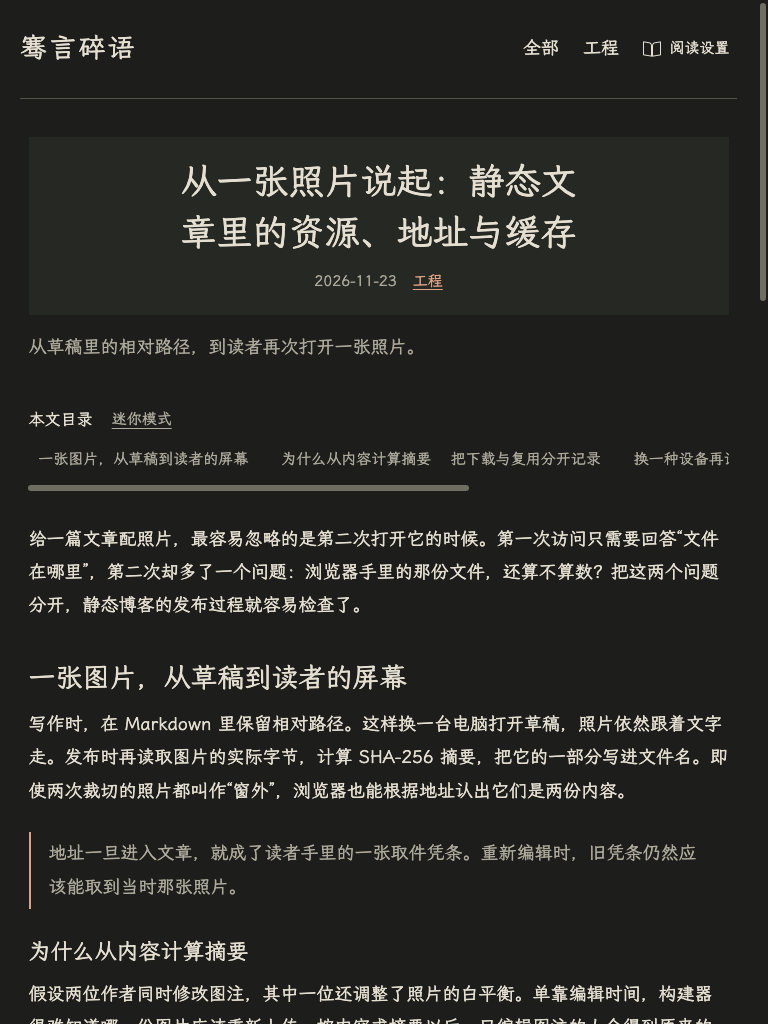 骞言碎语
全部 工程 阅读设置
从一张照片说起：静态文
章里的资源、地址与缓存
2026-11-23 工程
从草稿里的相对路径，到读者再次打开一张照片。
本文目录 迷你模式
一张图片，从草稿到读者的屏幕 为什么从内容计算摘要 把下载与复用分开记录 换一种设备再
给一篇文章配照片，最容易忽略的是第二次打开它的时候。第一次访问只需要回答“文件
在哪里”，第二次却多了一个问题：浏览器手里的那份文件，还算不算数？把这两个问题
分开，静态博客的发布过程就容易检查了。
一张图片，从草稿到读者的屏幕
写作时，在 Markdown 里保留相对路径。这样换一台电脑打开草稿，照片依然跟着文字
走。发布时再读取图片的实际字节，计算 SHA-256 摘要，把它的一部分写进文件名。即
使两次裁切的照片都叫作“窗外”，浏览器也能根据地址认出它们是两份内容。
地址一旦进入文章，就成了读者手里的一张取件凭条。重新编辑时，旧凭条仍然应
该能取到当时那张照片。
为什么从内容计算摘要
假设两位作者同时修改图注，其中一位还调整了照片的白平衡。单靠编辑时间，构建器